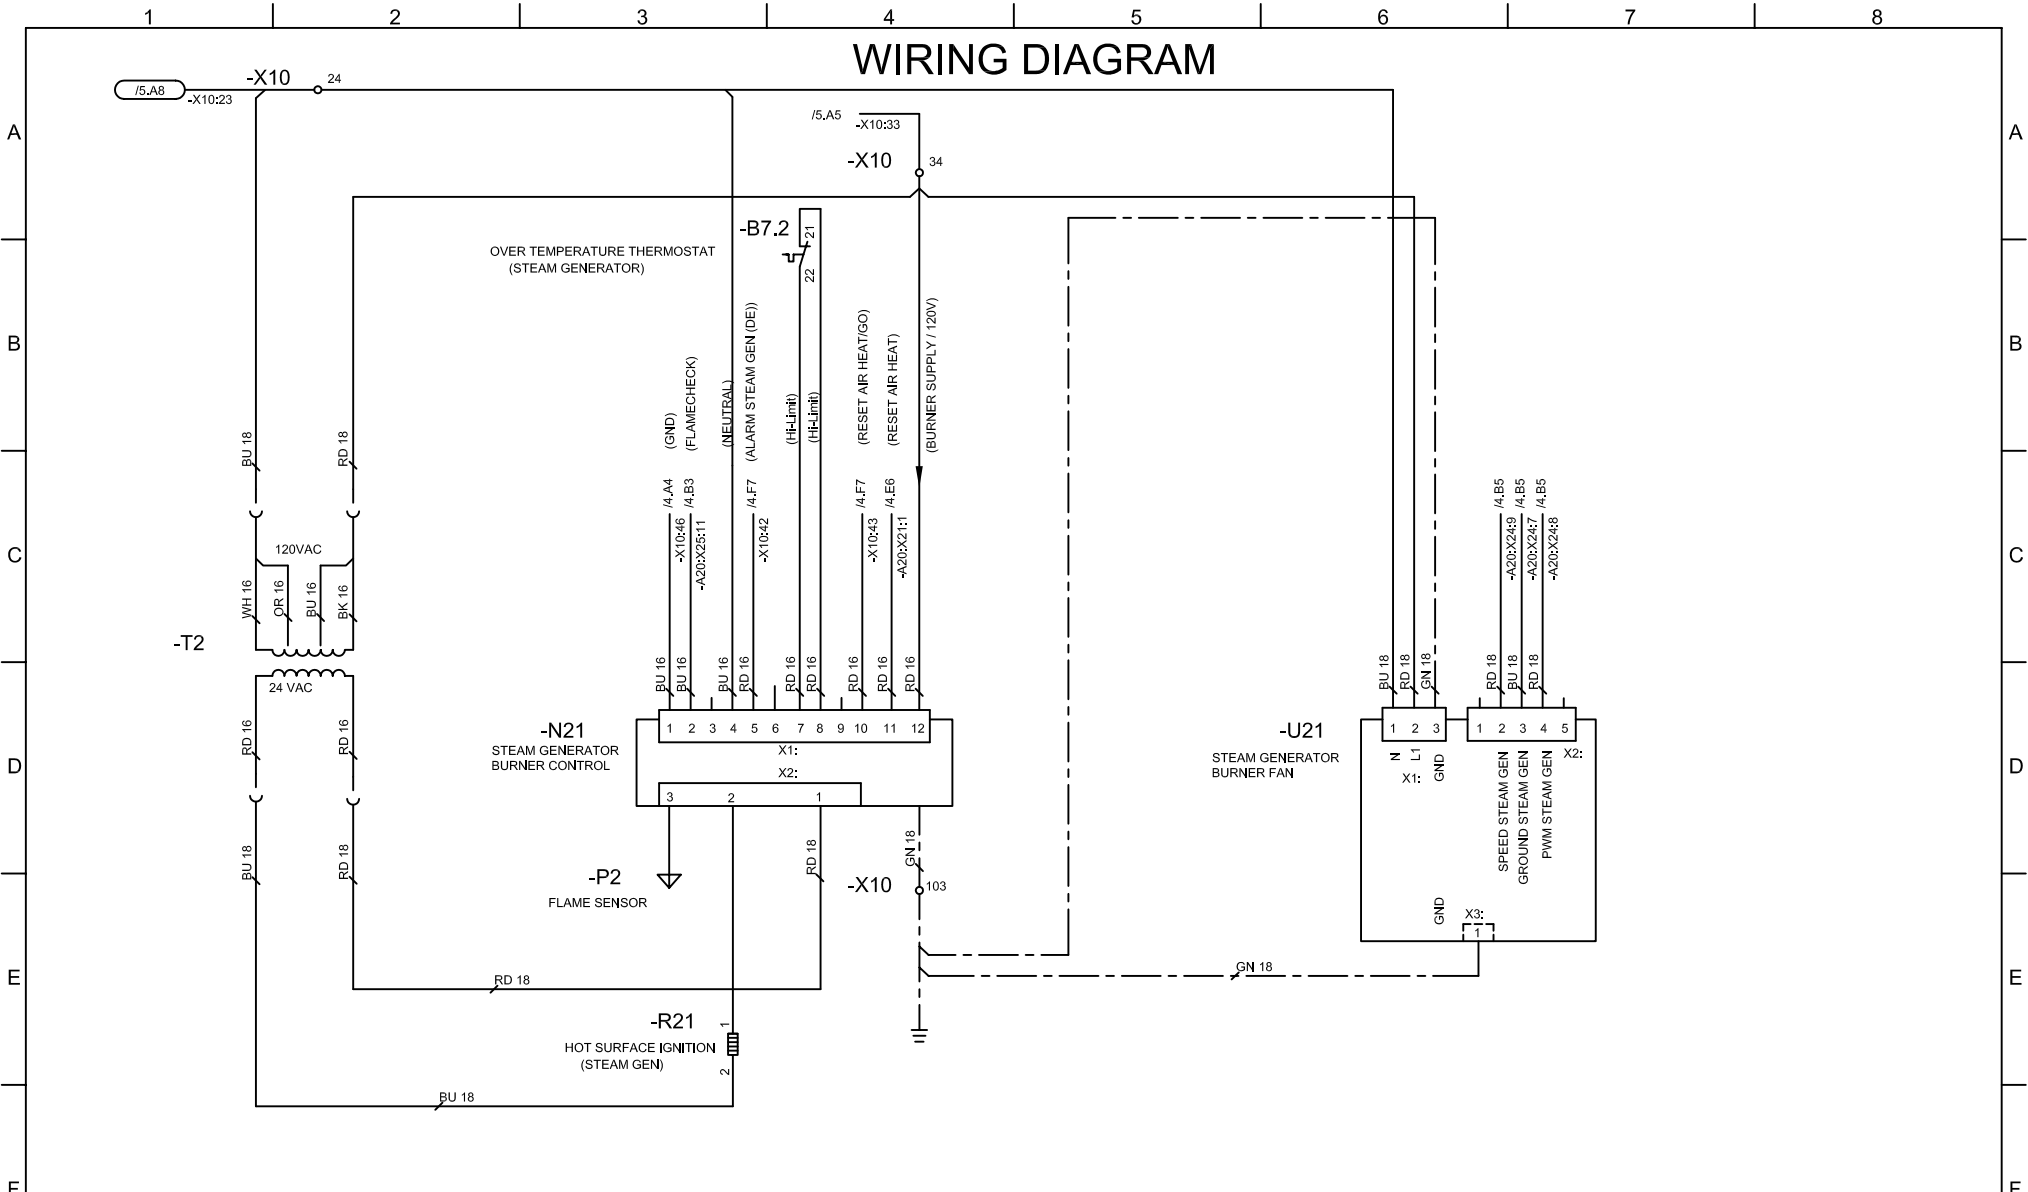 1 2 3 4 5 6 7 8
WIRING DIAGRAM
-X10 24
/5.A8 -X10:23
/5.A5 -X10:33
A A
-X10 34
-B7.2 21
22
OVER TEMPERATURE THERMOSTAT
(STEAM GENERATOR)
B B
(GND)
(FLAMECHECK)
(NEUTRAL)
(ALARM STEAM GEN (DE))
(Hi-Limit)
(Hi-Limit)
(RESET AIR HEAT/GO)
(RESET AIR HEAT)
(BURNER SUPPLY / 120V)
BU 18 RD 18
/4.A4 /4.B3 /4.F7 /4.F7 /4.E6
-X10:46
-A20:X25:11
-X10:42
-X10:43
-A20:X21:1
/4.B5 /4.B5 /4.B5
-A20:X24:9
-A20:X24:7
-A20:X24:8
C C
120VAC
WH 16 OR 16 BU 16 BK 16
-T2
24 VAC
BU 16 BU 16 BU 16 RD 16 RD 16 RD 16 RD 16 RD 16 RD 16
BU 18 RD 18 GN 18
RD 18 BU 18 RD 18
-N21
STEAM GENERATOR
BURNER CONTROL
1 2 3 4 5 6 7 8 9 10 11 12
X1:
X2:
3 2 1
-U21
STEAM GENERATOR
BURNER FAN
1 2 3
N L1 GND
X1:
1 2 3 4 5
X2:
SPEED STEAM GEN
GROUND STEAM GEN
PWM STEAM GEN
RD 16 RD 16
D D
BU 18 RD 18
RD 18
GN 18
-P2
FLAME SENSOR
-X10 103
GND
X3:
1
E E
RD 18
GN 18
-R21
1
2
HOT SURFACE IGNITION
(STEAM GEN)
BU 18
F F